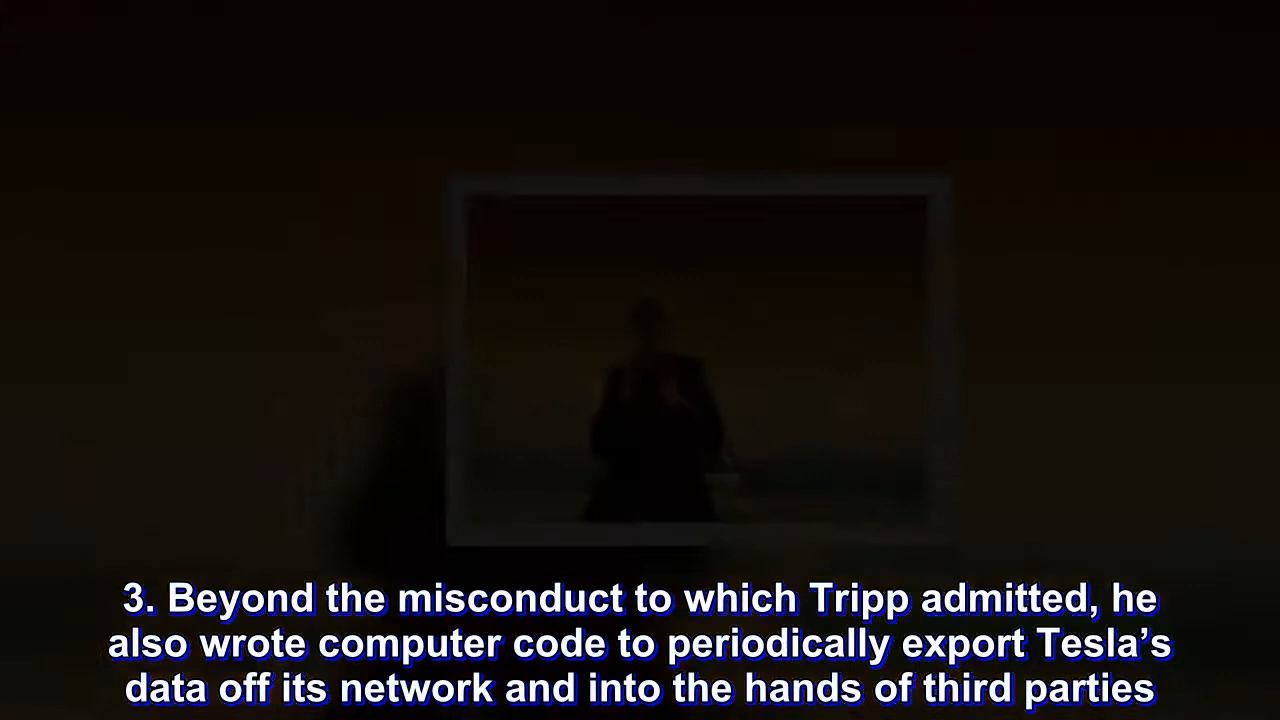 3. Beyond the misconduct to which Tripp admitted, he
also wrote computer code to periodically export Tesla’s
data off its network and into the hands of third parties